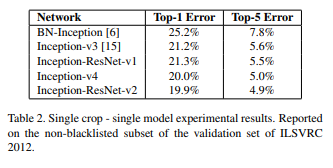 Network Top-1 Error Top-5 Error
BN-Inception [6] 25.2% 7.8%
Inception-v3 [15] 21.2% 5.6%
Inception-ResNet-v1 21.3% 5.5%
Inception-v4 20.0% 5.0%
Inception-ResNet-v2 19.9% 4.9%
Table 2. Single crop - single model experimental results. Reported
on the non-blacklisted subset of the validation set of ILSVRC
2012.